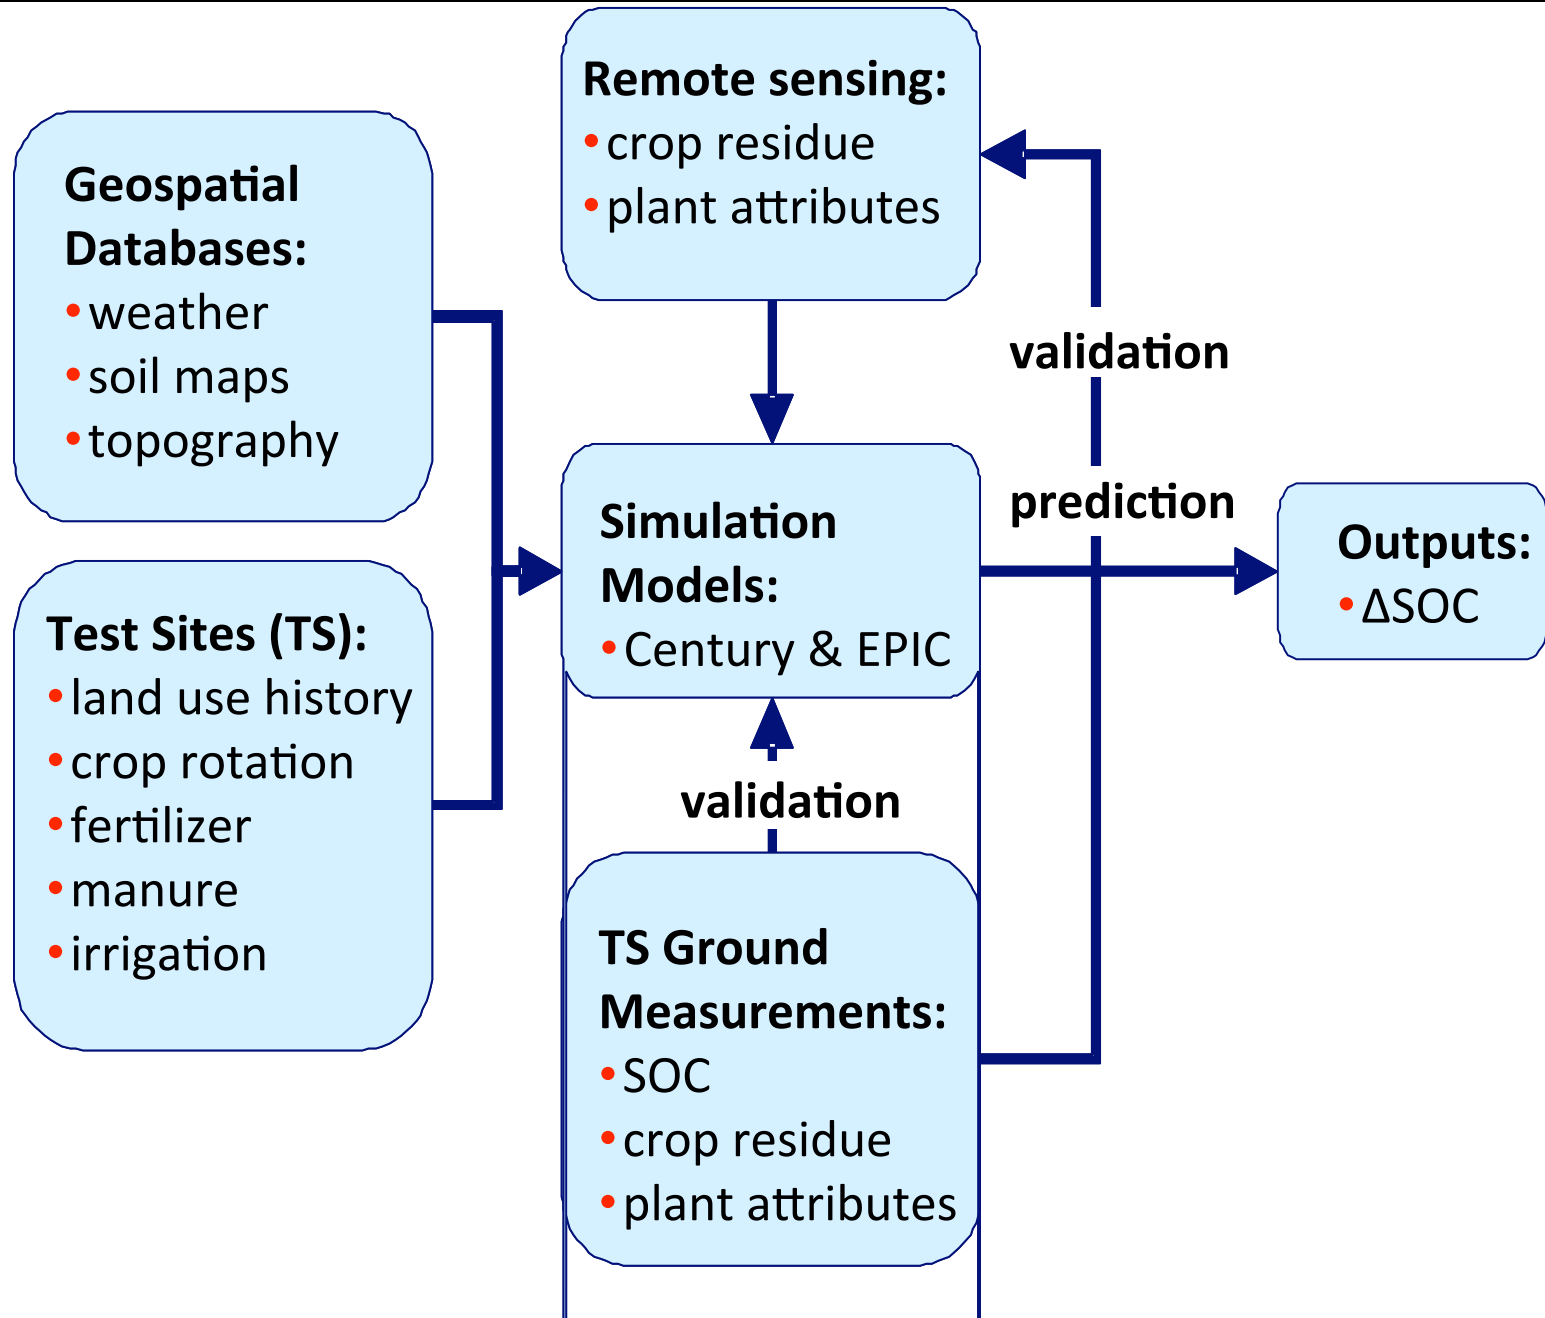 Remote sensing:
• crop residue
• plant attributes
Geospatial
Databases:
• weather
• soil maps
• topography
validation
prediction
Simulation
Models:
• Century & EPIC
Outputs:
• ΔSOC
Test Sites (TS):
• land use history
• crop rotation
• fertilizer
• manure
• irrigation
validation
TS Ground
Measurements:
• SOC
• crop residue
• plant attributes